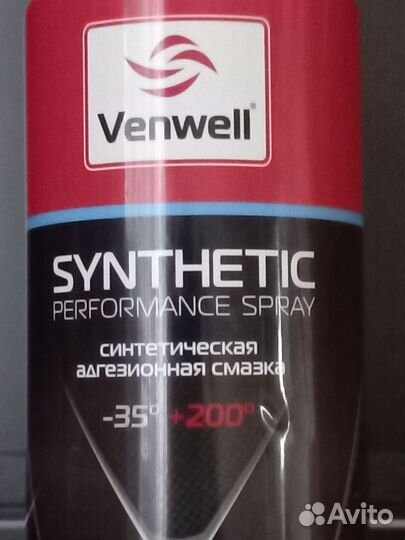 Venwell®
SYNTHETIC
PERFORMANCE SPRAY
синтетическая
адгезионная смазка
-35° +200°
Avito